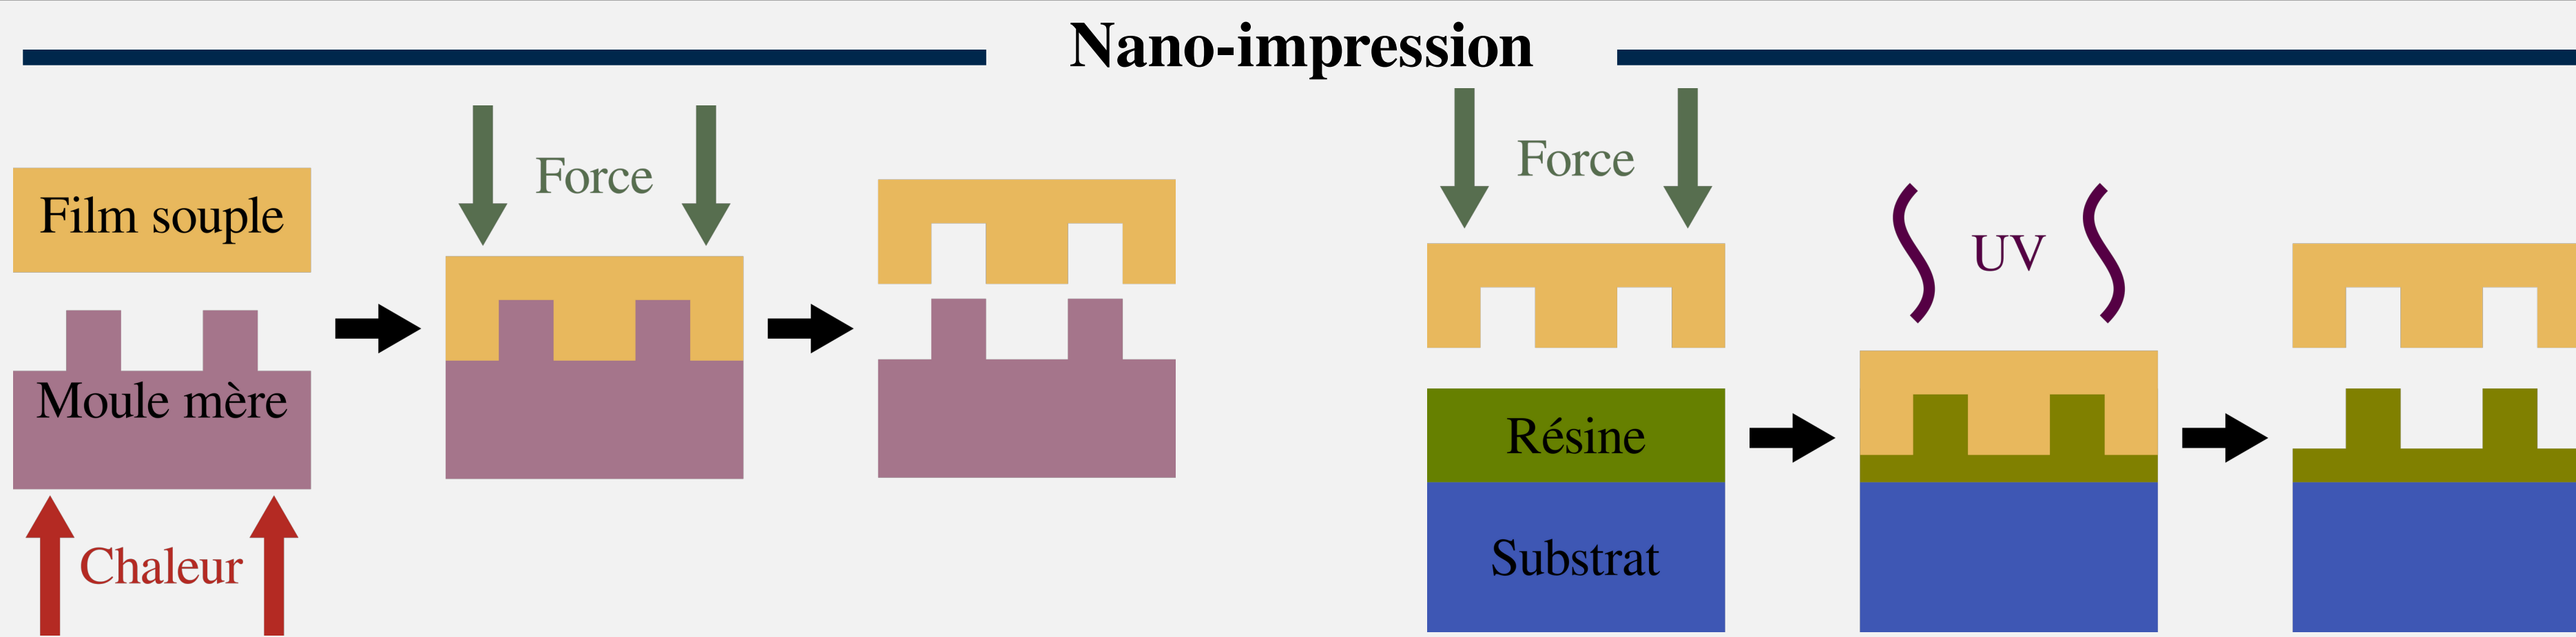 Nano-impression
Film souple
Moule mère
Chaleur
Force
Force
Résine
Substrat
UV